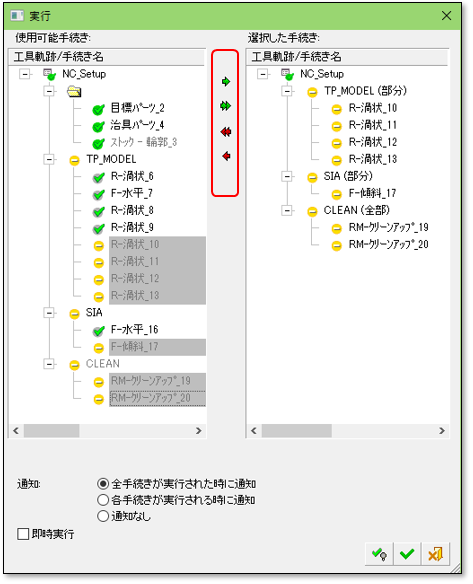 実行
使用可能手続き:
工具軌跡/手続き名
NC_Setup
目標パーツ_2
治具パーツ_4
ストック - 輪郭_3
TP_MODEL
R-渦状_6
F-水平_7
R-渦状_8
R-渦状_9
R-渦状_10
R-渦状_11
R-渦状_12
R-渦状_13
SIA
F-水平_16
F-傾斜_17
CLEAN
RM-クリーンアップ_19
RM-クリーンアップ_20
選択した手続き:
工具軌跡/手続き名
NC_Setup
TP_MODEL (部分)
R-渦状_10
R-渦状_11
R-渦状_12
R-渦状_13
SIA (部分)
F-傾斜_17
CLEAN (全部)
RM-クリーンアップ_19
RM-クリーンアップ_20
通知:
全手続きが実行された時に通知
各手続きが実行される時に通知
通知なし
即時実行